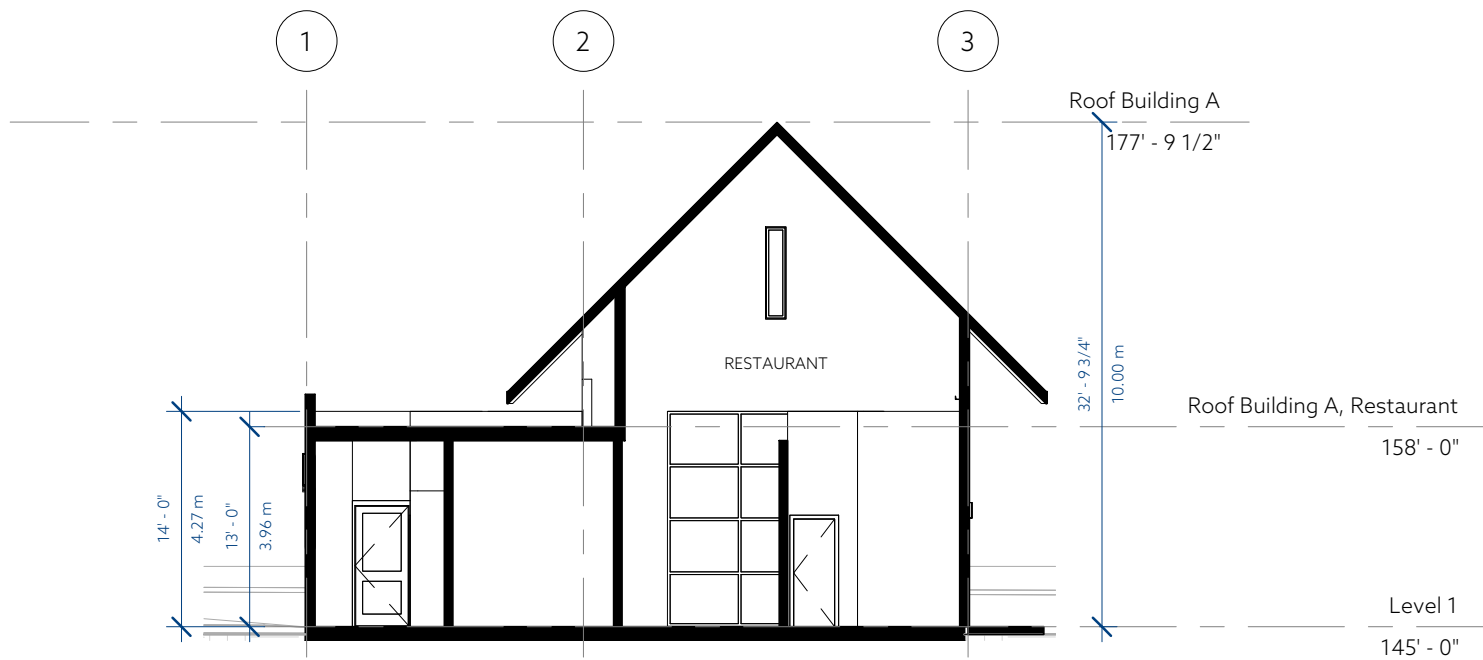 1
2
3
Roof Building A
177' - 9 1/2"
RESTAURANT
32' - 9 3/4"
10.00 m
Roof Building A, Restaurant
158' - 0"
14' - 0"
4.27 m
13' - 0"
3.96 m
Level 1
145' - 0"